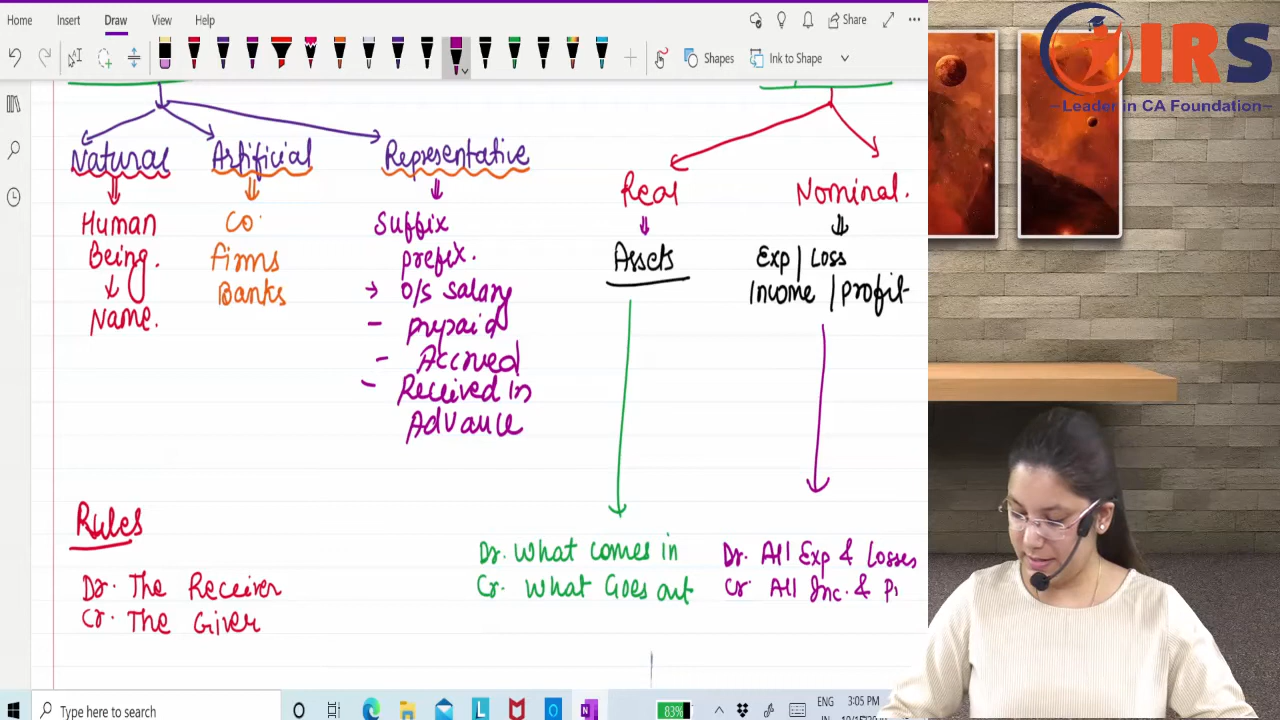 Home Insert Draw View Help Share
Shapes Ink to Shape
IRS
Leader in CA Foundation
Natural Artificial Representative
Real Nominal.
Human
Being.
Name.
Co.
firms
Banks
Suffix
prefix.
→ O/s salary
- prepaid
- Accrued
- Received in
Advance
Assets
Exp | Loss
Income | Profit
Rules
Dr. The Receiver
Cr. The Giver
Dr. What comes in
Cr. What Goes out
Dr. All Exp & Losses
Cr. All Inc. & Pr
Type here to search
83%
ENG
IN
3:05 PM